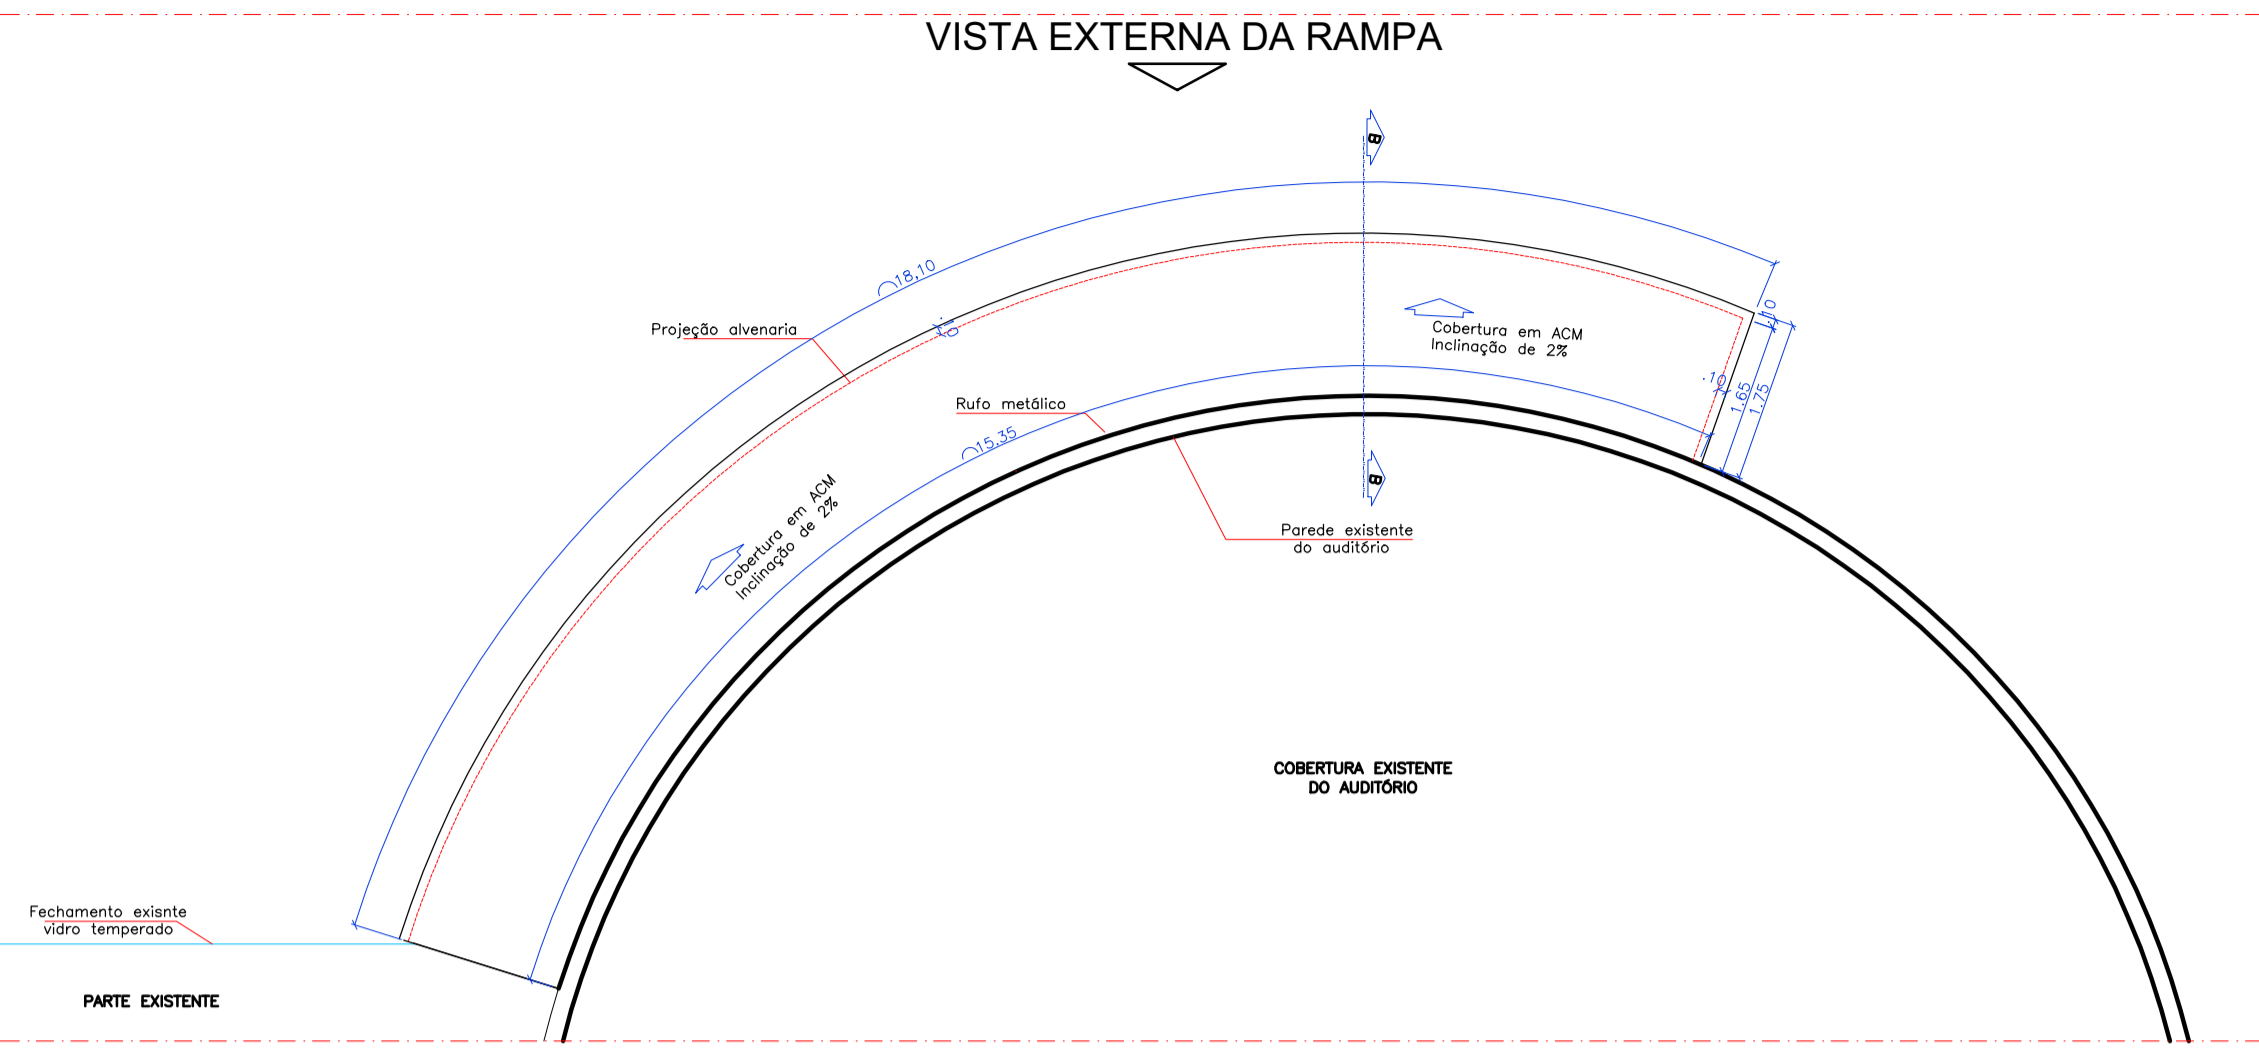 VISTA EXTERNA DA RAMPA
B
18,10
Projeção alvenaria
.10
.10
Cobertura em ACM
Inclinação de 2%
Rufo metálico
.10
1.65
1.75
15,35
B
Cobertura em ACM
Inclinação de 2%
Parede existente
do auditório
COBERTURA EXISTENTE
DO AUDITÓRIO
Fechamento exisnte
vidro temperado
PARTE EXISTENTE